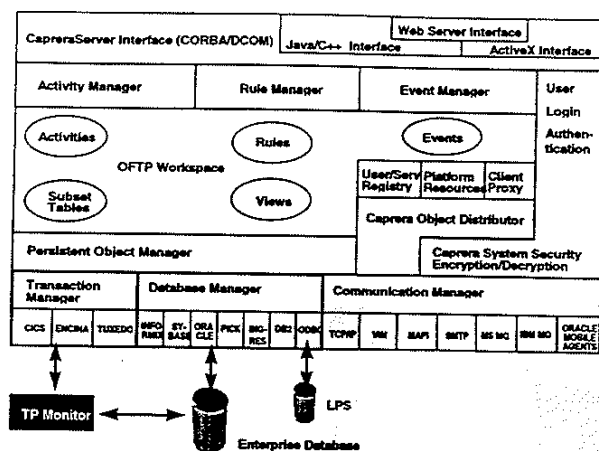 Web Server Interface
CapreraServer Interface (CORBA/DCOM)
Java/C++ Interface
ActiveX Interface
Activity Manager
Rule Manager
Event Manager
User
Login
Authen-
tication
Activities
Rules
Events
OFTP Workspace
User/Serv
Registry
Platform
Resources
Client
Proxy
Subset
Tables
Views
Caprera Object Distributor
Persistent Object Manager
Caprera System Security
Encryption/Decryption
Transaction
Manager
Database Manager
Communication Manager
CICS
ENCINA
TUXEDO
INFO-
RMIX
SY-
BASE
ORA
CLE
PICK
ING-
RES
DB2
ODBC
TCP/IP
MAPI
SMTP
MS MQ
IBM MQ
ORACLE
MOBILE
AGENTS
TP Monitor
LPS
Enterprise Database